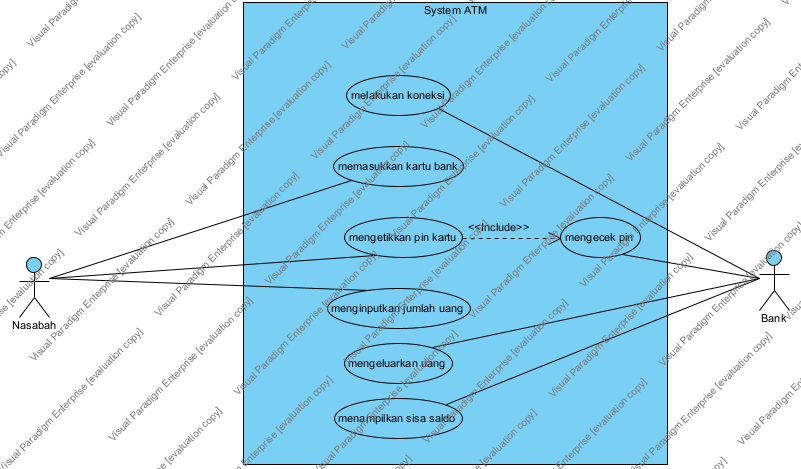 System ATM
melakukan koneksi
memasukkan kartu bank
mengetikkan pin kartu
<<Include>>
mengecek pin
Nasabah
menginputkan jumlah uang
Bank
mengeluarkan uang
menampilkan sisa saldo
Visual Paradigm Enterprise [evaluation copy]